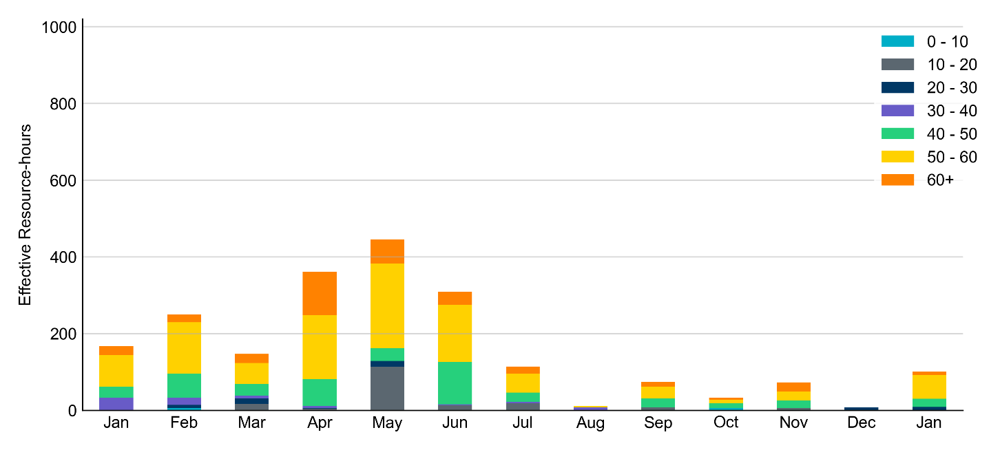 1000
800
600
400
200
0
Effective Resource-hours
0 - 10
10 - 20
20 - 30
30 - 40
40 - 50
50 - 60
60+
Jan Feb Mar Apr May Jun Jul Aug Sep Oct Nov Dec Jan